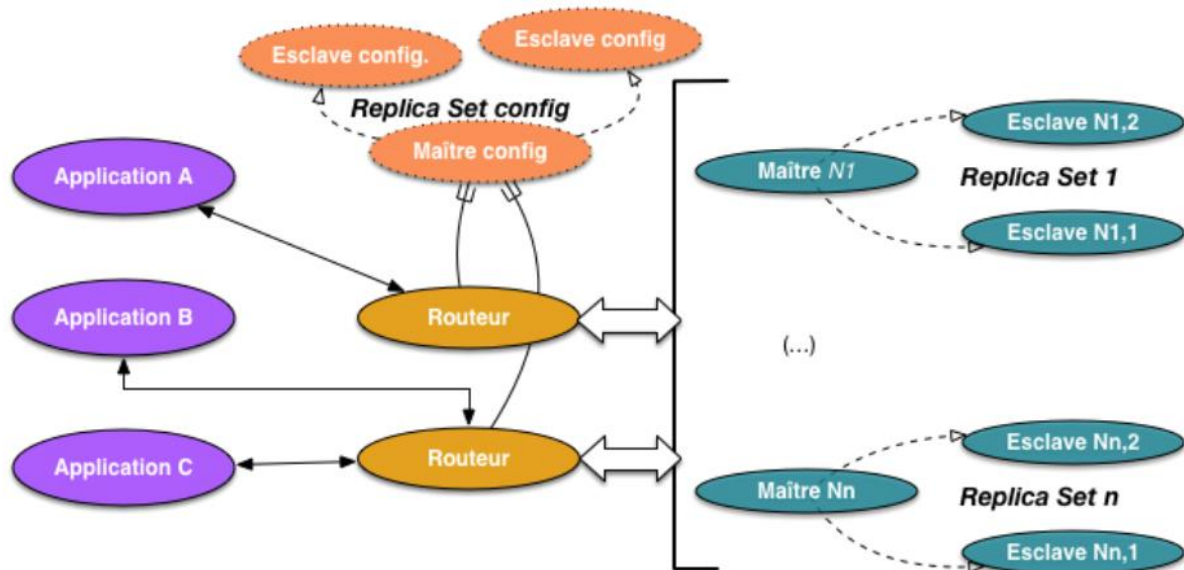 Esclave config.
Esclave config
Replica Set config
Maître config
Application A
Application B
Application C
Routeur
Routeur
Maître N1
Esclave N1,2
Replica Set 1
Esclave N1,1
(...)
Maître Nn
Esclave Nn,2
Replica Set n
Esclave Nn,1